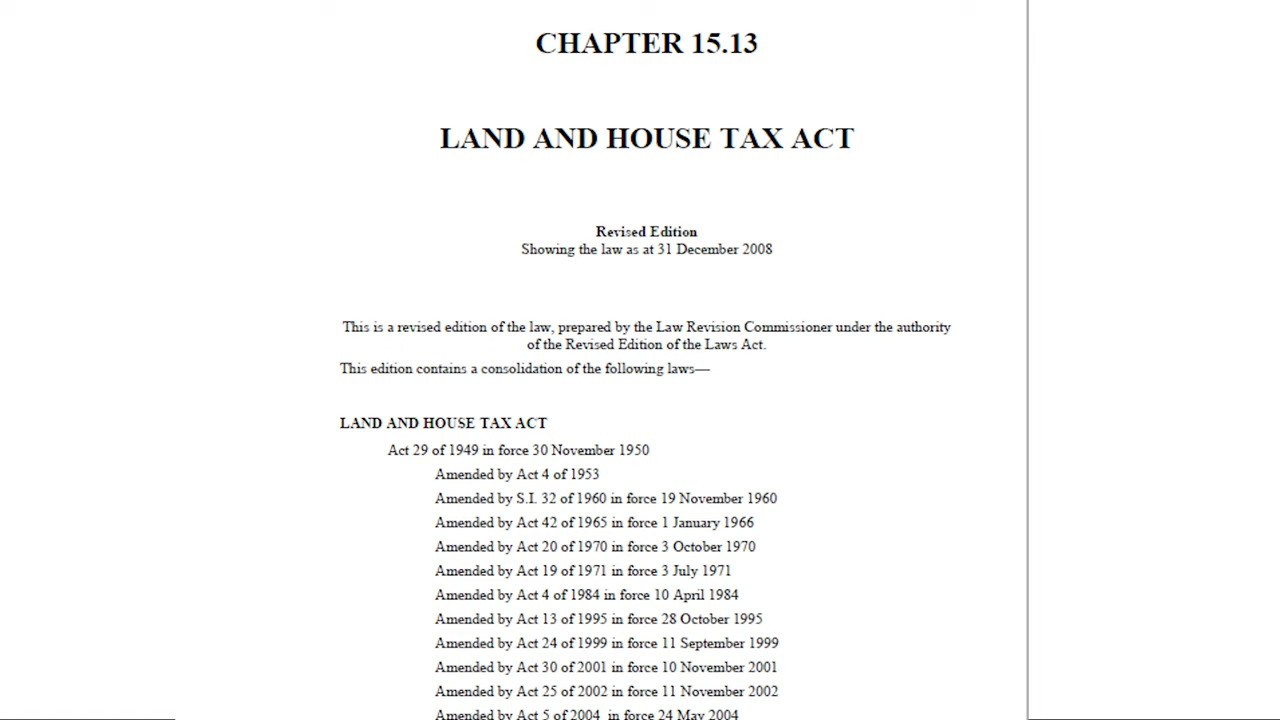 CHAPTER 15.13
LAND AND HOUSE TAX ACT
Revised Edition
Showing the law as at 31 December 2008
This is a revised edition of the law, prepared by the Law Revision Commissioner under the authority
of the Revised Edition of the Laws Act.
This edition contains a consolidation of the following laws—
LAND AND HOUSE TAX ACT
Act 29 of 1949 in force 30 November 1950
Amended by Act 4 of 1953
Amended by S.I. 32 of 1960 in force 19 November 1960
Amended by Act 42 of 1965 in force 1 January 1966
Amended by Act 20 of 1970 in force 3 October 1970
Amended by Act 19 of 1971 in force 3 July 1971
Amended by Act 4 of 1984 in force 10 April 1984
Amended by Act 13 of 1995 in force 28 October 1995
Amended by Act 24 of 1999 in force 11 September 1999
Amended by Act 30 of 2001 in force 10 November 2001
Amended by Act 25 of 2002 in force 11 November 2002
Amended by Act 5 of 2004 in force 24 May 2004